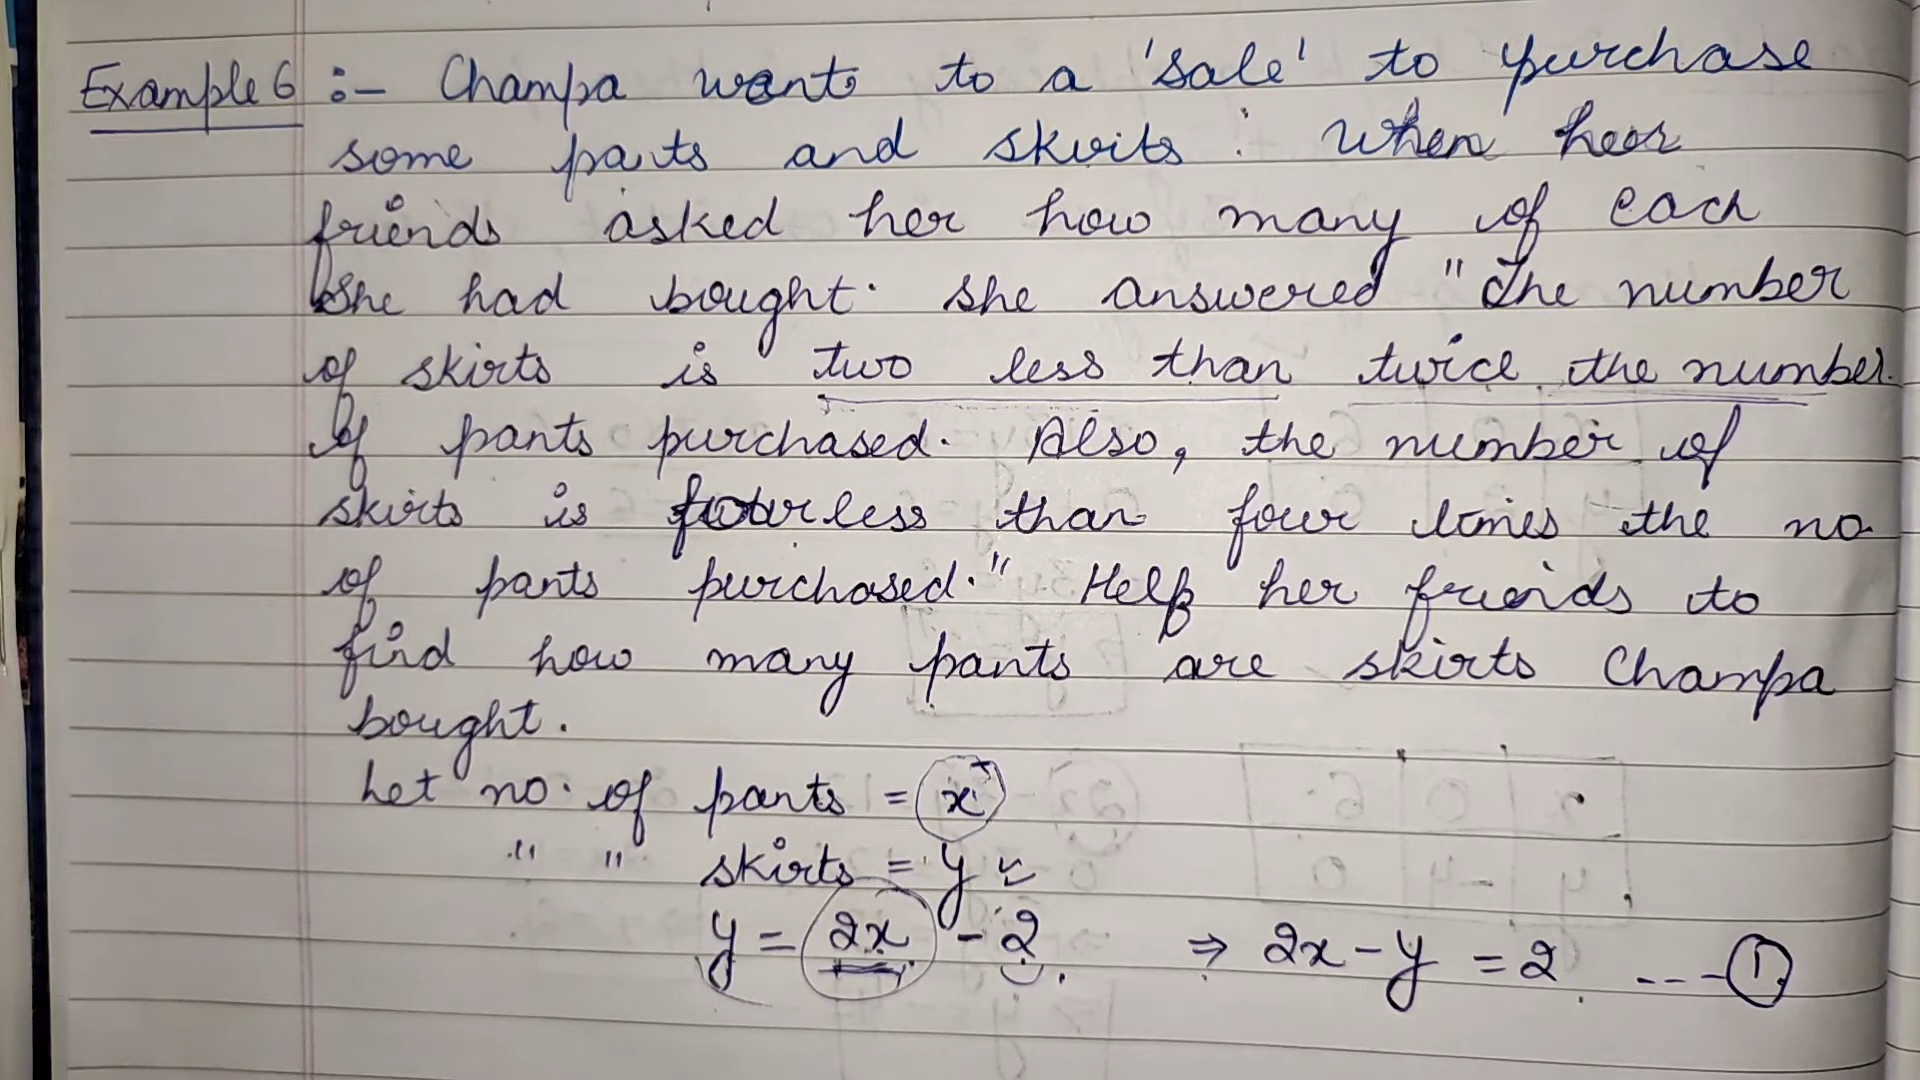 Example 6 :- Champa went to a 'sale' to purchase
some pants and skirts. When her
friends asked her how many of each
she had bought. she answered "The number
of skirts is two less than twice the number
of pants purchased. Also, the number of
skirts is four less than four times the no.
of pants purchased." Help her friends to
find how many pants are skirts Champa
bought.
Let no. of pants = x
" " skirts = y
y = 2x - 2 ⇒ 2x - y = 2 --- ①